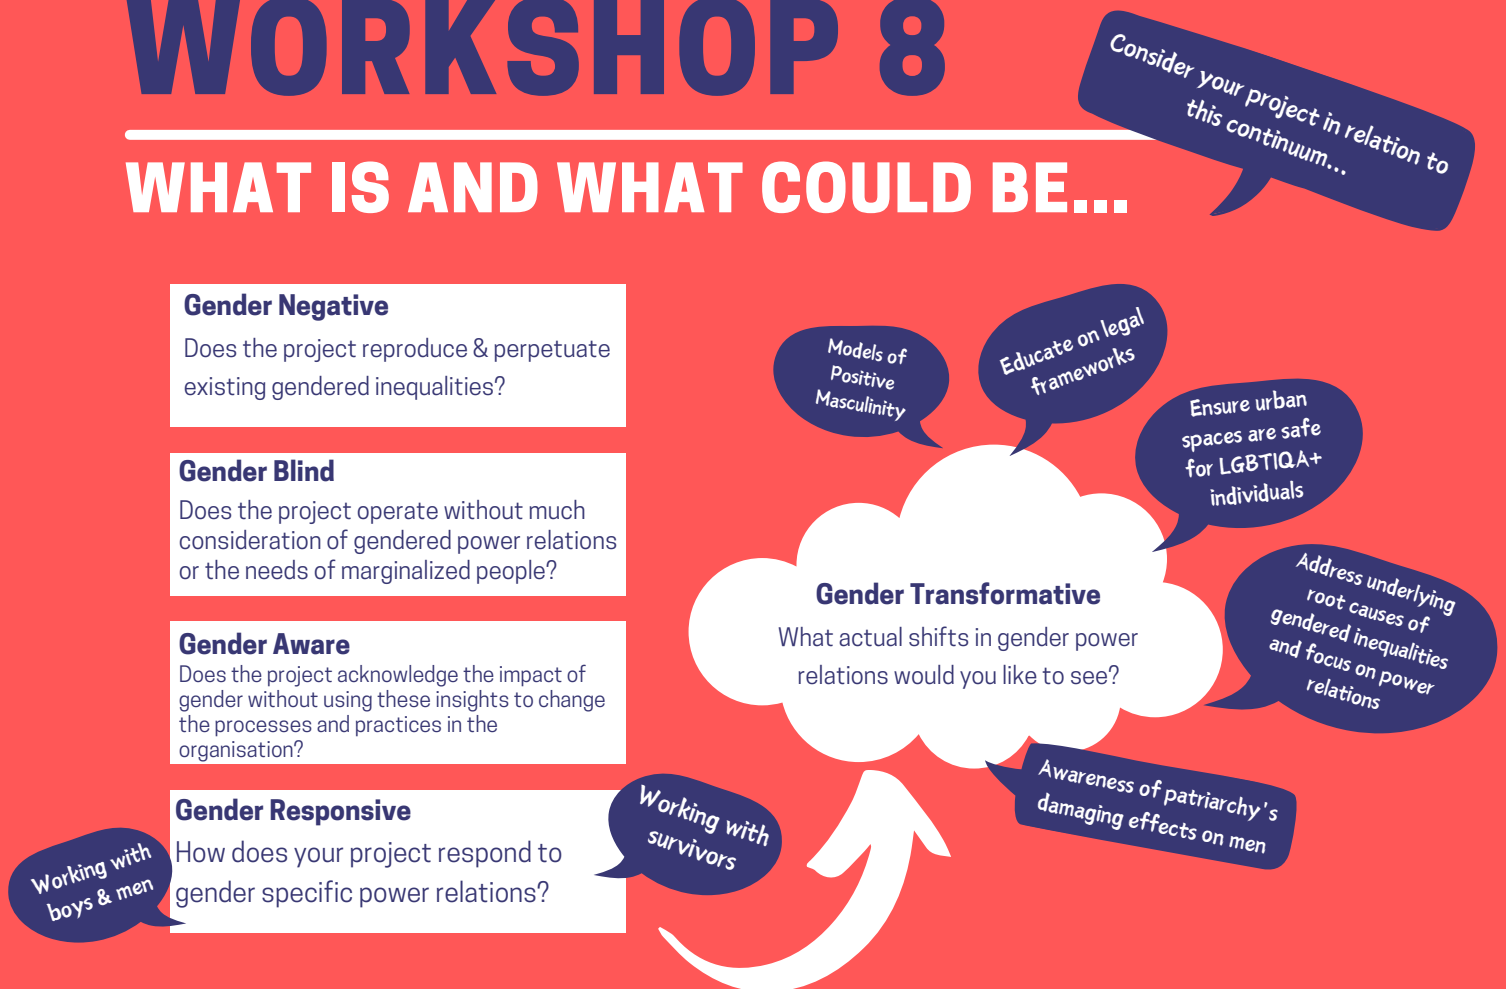 WORKSHOP 8
Consider your project in relation to
this continuum...
WHAT IS AND WHAT COULD BE...
Gender Negative
Does the project reproduce & perpetuate
existing gendered inequalities?
Gender Blind
Does the project operate without much
consideration of gendered power relations
or the needs of marginalized people?
Gender Aware
Does the project acknowledge the impact of
gender without using these insights to change
the processes and practices in the
organisation?
Gender Responsive
How does your project respond to
gender specific power relations?
Working with
boys & men
Working with
survivors
Models of
Positive
Masculinity
Educate on legal
frameworks
Ensure urban
spaces are safe
for LGBTIQA+
individuals
Address underlying
root causes of
gendered inequalities
and focus on power
relations
Gender Transformative
What actual shifts in gender power
relations would you like to see?
Awareness of patriarchy's
damaging effects on men